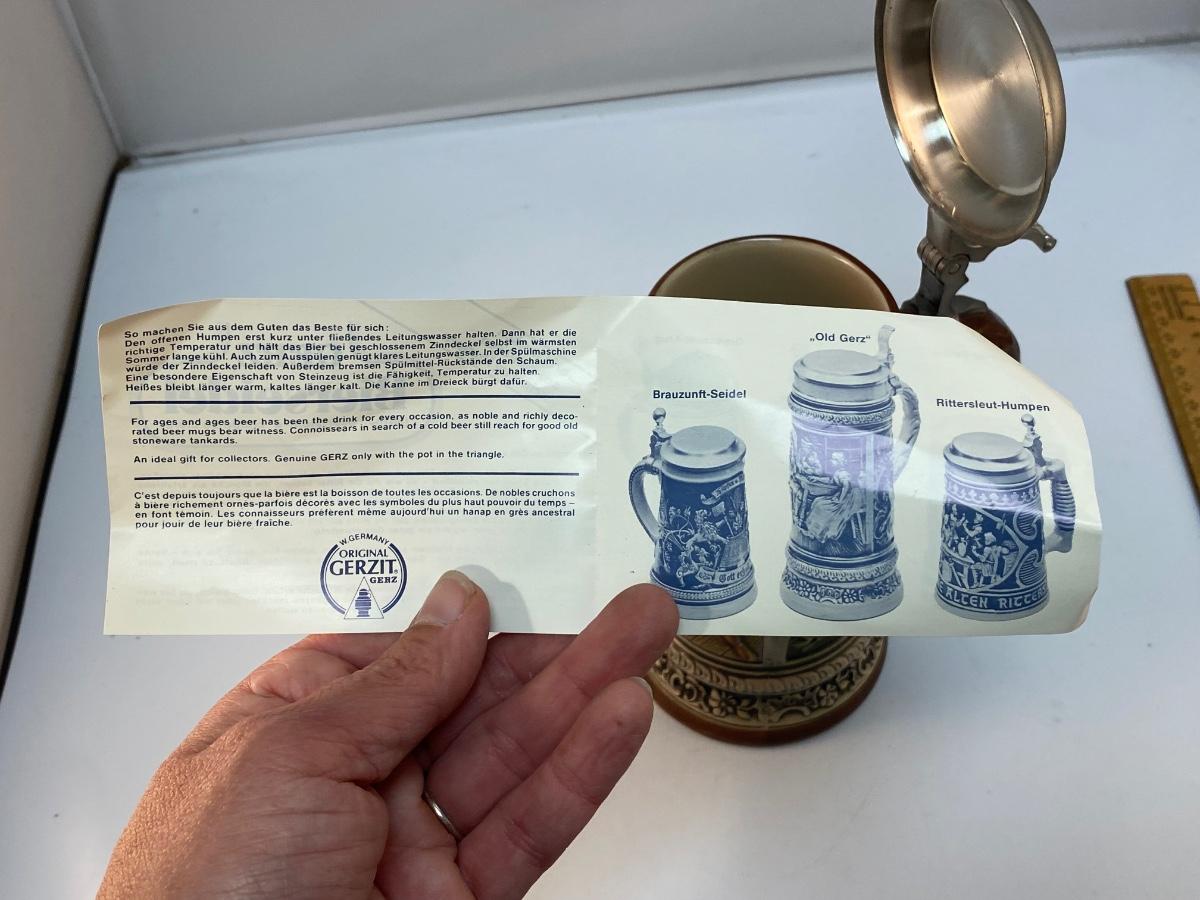 So machen Sie aus dem Guten das Beste für sich:
Den offenen Humpen erst kurz unter fließendes Leitungswasser halten. Dann hat er die
richtige Temperatur und hält das Bier bei geschlossenem Zinndeckel selbst im wärmsten
Sommer lange kühl. Auch zum Ausspülen genügt klares Leitungswasser. In der Spülmaschine
würde der Zinndeckel leiden. Außerdem bremsen Spülmittel-Rückstände den Schaum.
Eine besondere Eigenschaft von Steinzeug ist die Fähigkeit, Temperatur zu halten.
Heißes bleibt länger warm, kaltes länger kalt. Die Kanne im Dreieck bürgt dafür.
For ages and ages beer has been the drink for every occasion, as noble and richly deco-
rated beer mugs bear witness. Connoissears in search of a cold beer still reach for good old
stoneware tankards.
An ideal gift for collectors. Genuine GERZ only with the pot in the triangle.
C'est depuis toujours que la bière est la boisson de toutes les occasions. De nobles cruchons
à bière richement ornes-parfois décorés avec les symboles du plus haut pouvoir du temps –
en font témoin. Les connaisseurs préferent même aujourd'hui un hanap en grès ancestral
pour jouir de leur bière fraîche.
W. GERMANY
ORIGINAL
GERZIT®
GERZ
Brauzunft-Seidel
„Old Gerz“
Rittersleut-Humpen
Gott
ALTEN RITTER